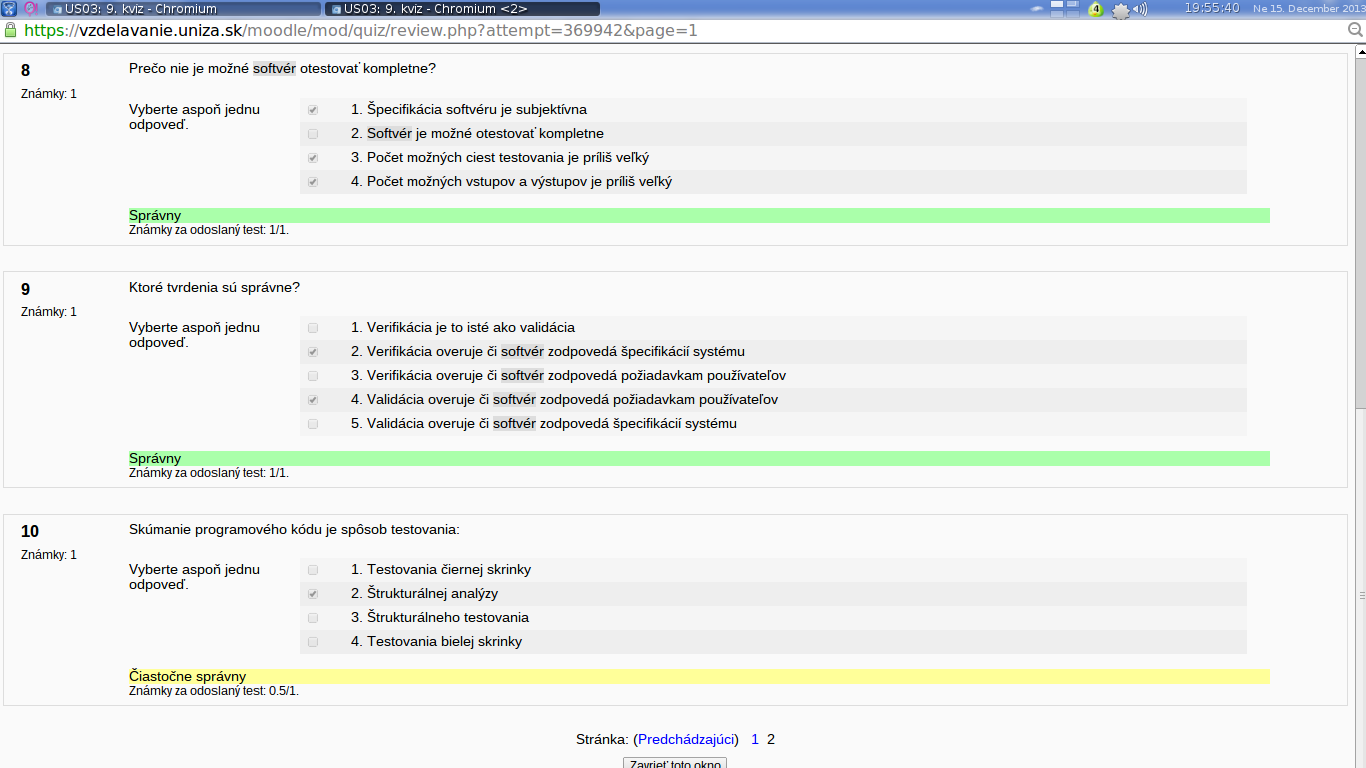 US03: 9. kviz - Chromium
US03: 9. kviz - Chromium <2>
4
19:55:40
Ne 15. December 2013
https://vzdelavanie.uniza.sk/moodle/mod/quiz/review.php?attempt=369942&page=1
8
Známky: 1
Prečo nie je možné softvér otestovať kompletne?
Vyberte aspoň jednu
odpoveď.
1. Špecifikácia softvéru je subjektívna
2. Softvér je možné otestovať kompletne
3. Počet možných ciest testovania je príliš veľký
4. Počet možných vstupov a výstupov je príliš veľký
Správny
Známky za odoslaný test: 1/1.
9
Známky: 1
Ktoré tvrdenia sú správne?
Vyberte aspoň jednu
odpoveď.
1. Verifikácia je to isté ako validácia
2. Verifikácia overuje či softvér zodpovedá špecifikácií systému
3. Verifikácia overuje či softvér zodpovedá požiadavkam používateľov
4. Validácia overuje či softvér zodpovedá požiadavkam používateľov
5. Validácia overuje či softvér zodpovedá špecifikácií systému
Správny
Známky za odoslaný test: 1/1.
10
Známky: 1
Skúmanie programového kódu je spôsob testovania:
Vyberte aspoň jednu
odpoveď.
1. Testovania čiernej skrinky
2. Štrukturálnej analýzy
3. Štrukturálneho testovania
4. Testovania bielej skrinky
Čiastočne správny
Známky za odoslaný test: 0.5/1.
Stránka: (Predchádzajúci) 1 2
Zavrieť toto okno